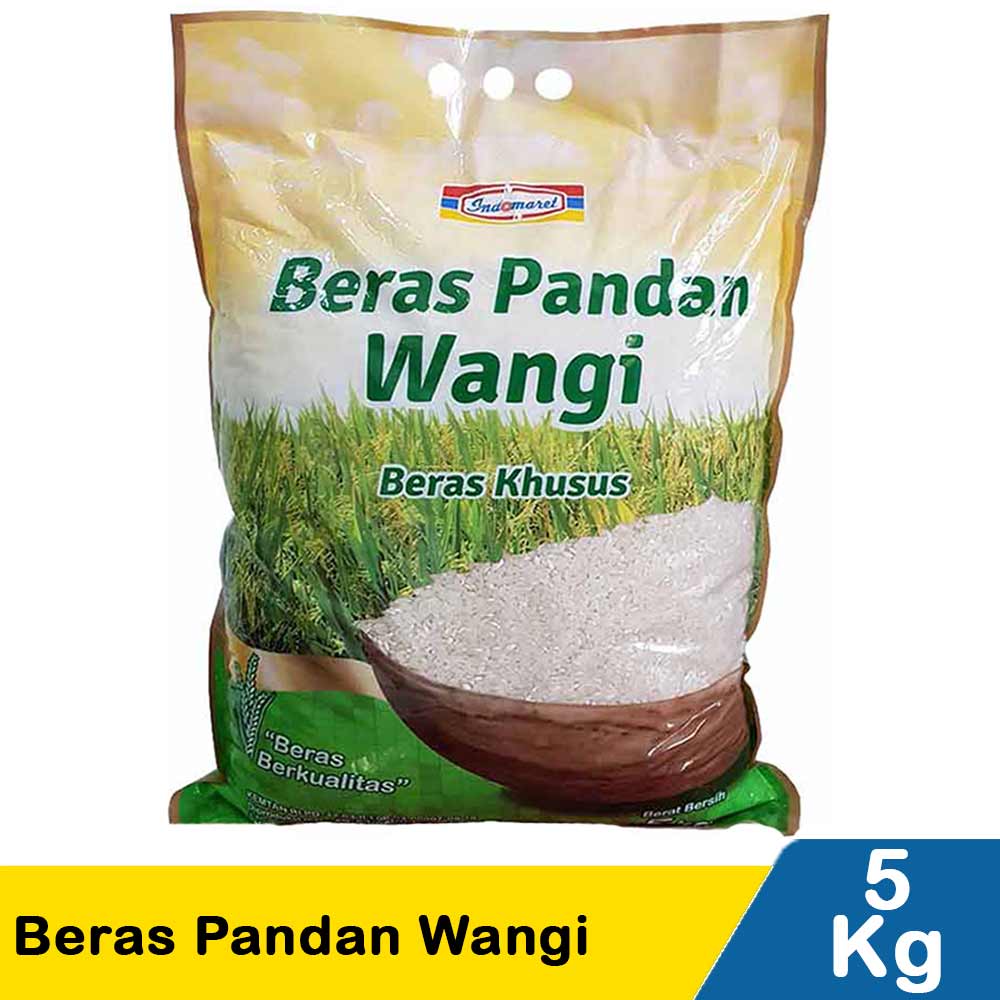 Indomaret
Beras Pandan
Wangi
Beras Khusus
"Beras
Berkualitas"
Berat Bersih
Beras Pandan Wangi
5
Kg